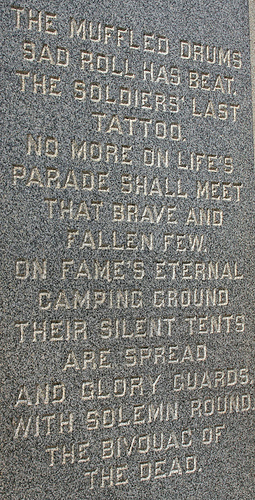 THE MUFFLED DRUMS
SAD ROLL HAS BEAT,
THE SOLDIERS' LAST
TATTOO.
NO MORE ON LIFE'S
PARADE SHALL MEET
THAT BRAVE AND
FALLEN FEW.
ON FAME'S ETERNAL
CAMPING GROUND
THEIR SILENT TENTS
ARE SPREAD
AND GLORY GUARDS,
WITH SOLEMN ROUND,
THE BIVOUAC OF
THE DEAD.